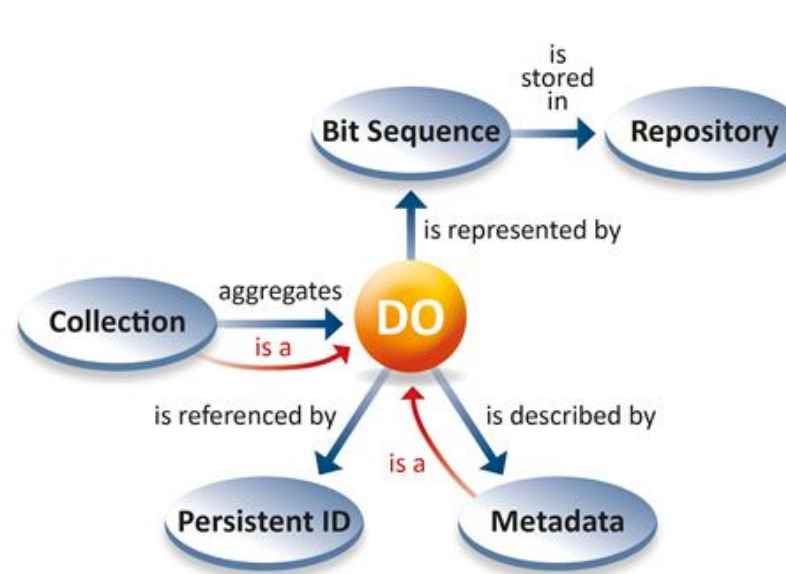 is
stored
in
Bit Sequence
Repository
is represented by
aggregates
Collection
DO
is a
is referenced by
is described by
is a
Persistent ID
Metadata